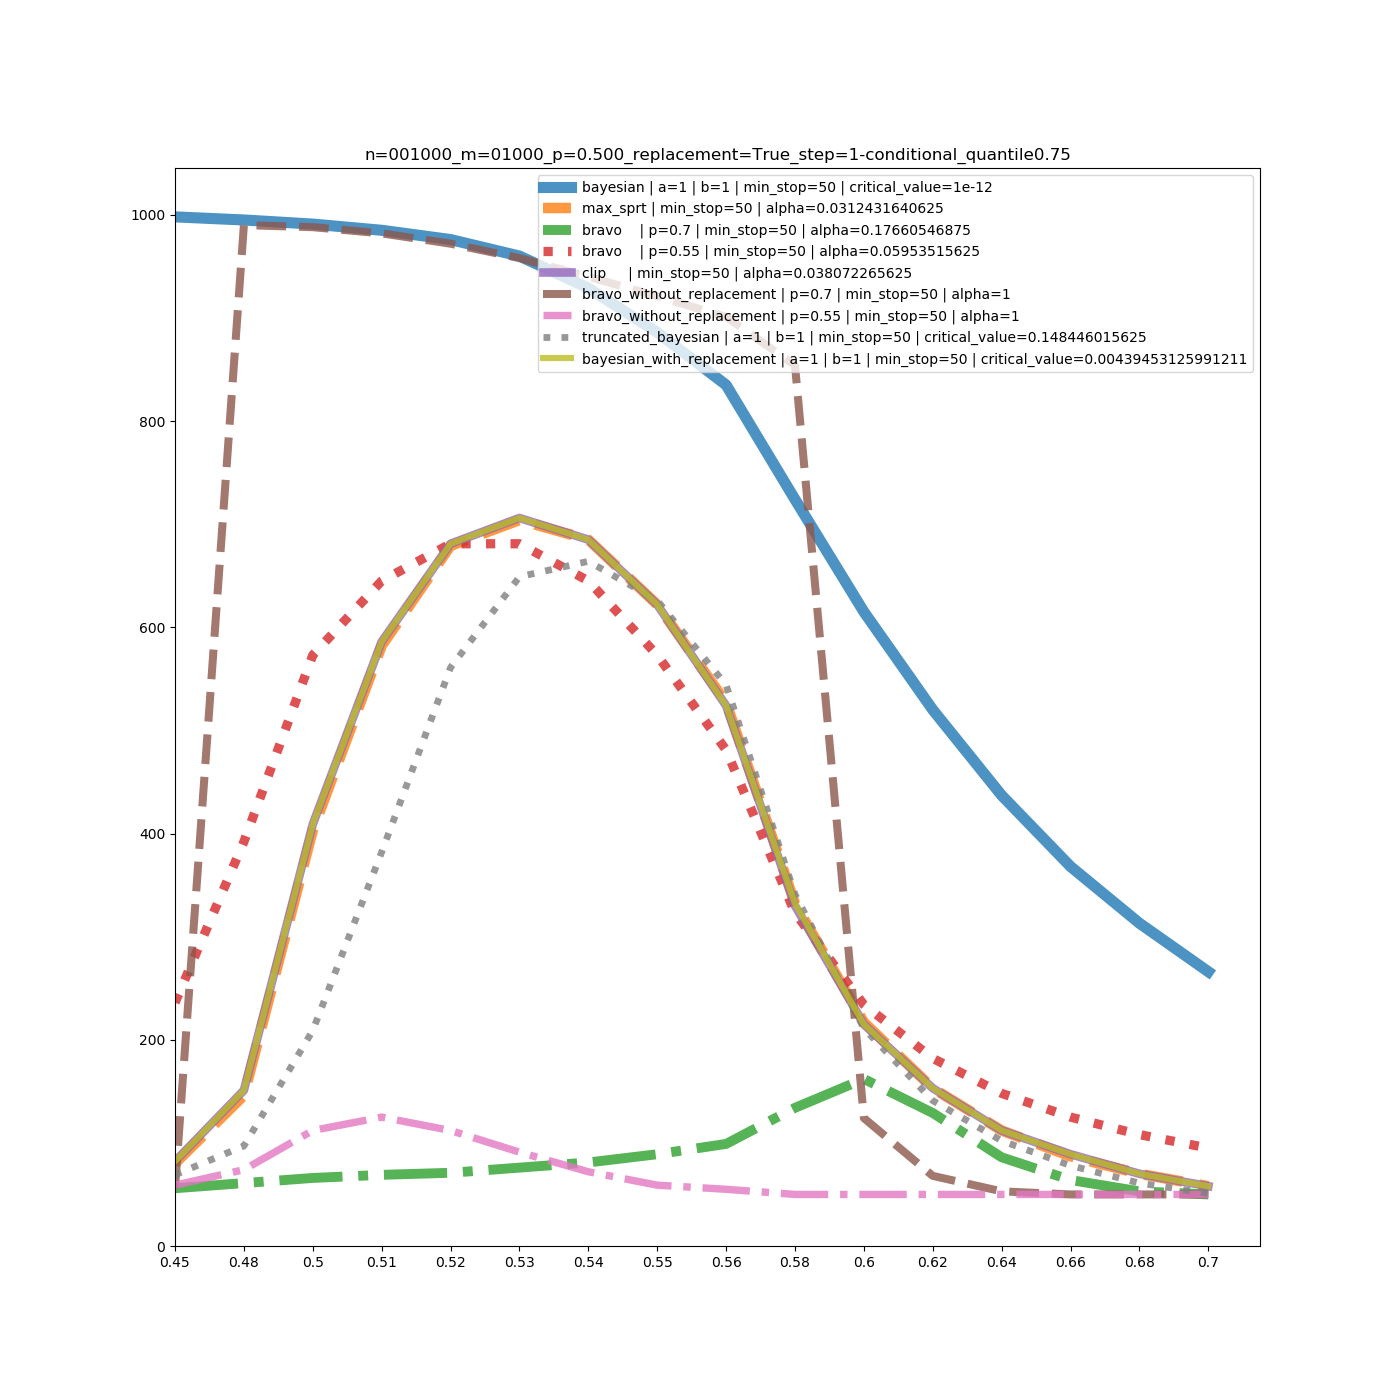 n=001000_m=01000_p=0.500_replacement=True_step=1-conditional_quantile0.75
bayesian | a=1 | b=1 | min_stop=50 | critical_value=1e-12
max_sprt | min_stop=50 | alpha=0.0312431640625
bravo    | p=0.7 | min_stop=50 | alpha=0.17660546875
bravo    | p=0.55 | min_stop=50 | alpha=0.05953515625
clip     | min_stop=50 | alpha=0.038072265625
bravo_without_replacement | p=0.7 | min_stop=50 | alpha=1
bravo_without_replacement | p=0.55 | min_stop=50 | alpha=1
truncated_bayesian | a=1 | b=1 | min_stop=50 | critical_value=0.148446015625
bayesian_with_replacement | a=1 | b=1 | min_stop=50 | critical_value=0.00439453125991211
1000
800
600
400
200
0
0.45 0.48 0.5 0.51 0.52 0.53 0.54 0.55 0.56 0.58 0.6 0.62 0.64 0.66 0.68 0.7